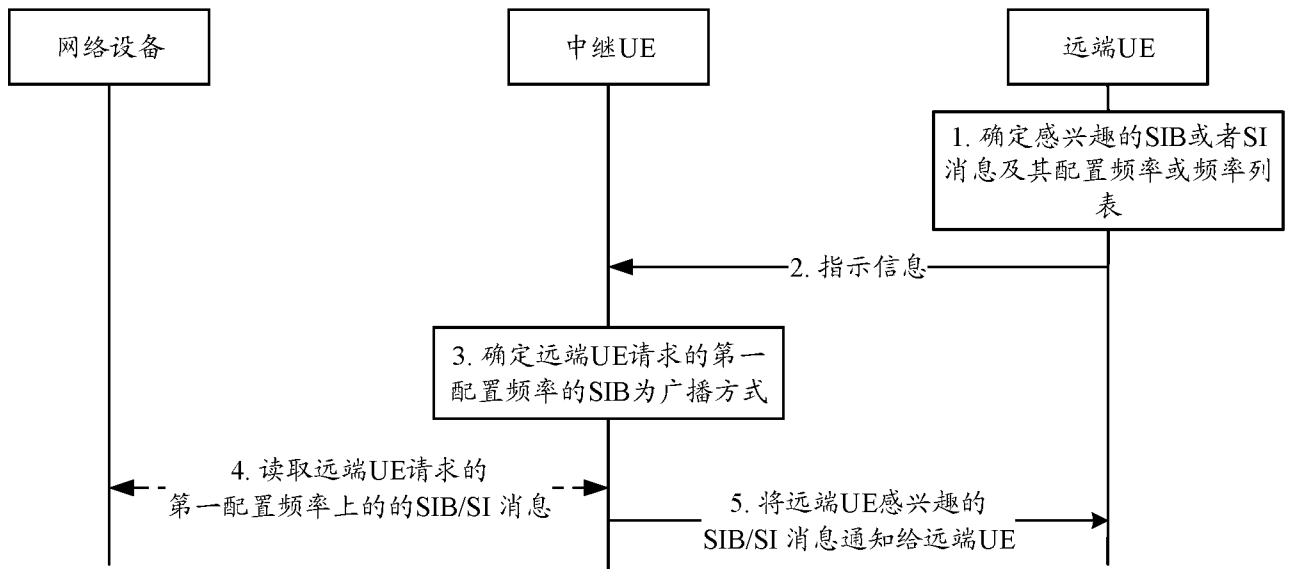 网络设备
中继UE
远端UE
1. 确定感兴趣的SIB或者SI
消息及其配置频率或频率列
表
2. 指示信息
3. 确定远端UE请求的第一
配置频率的SIB为广播方式
4. 读取远端UE请求的
第一配置频率上的的SIB/SI 消息
5. 将远端UE感兴趣的
SIB/SI 消息通知给远端UE